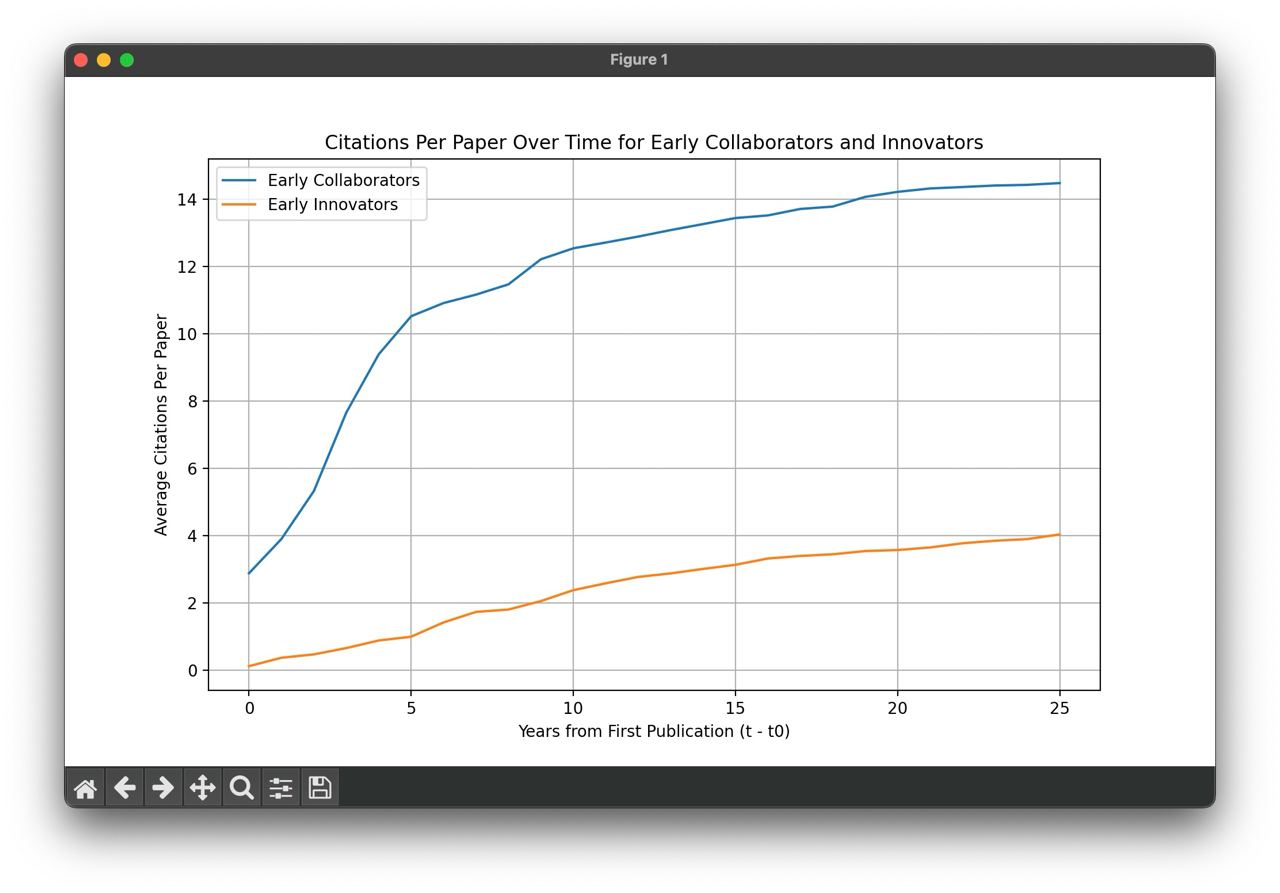 Figure 1
Citations Per Paper Over Time for Early Collaborators and Innovators
Early Collaborators
Early Innovators
14
12
10
8
6
4
2
0
Average Citations Per Paper
0 5 10 15 20 25
Years from First Publication (t - t0)